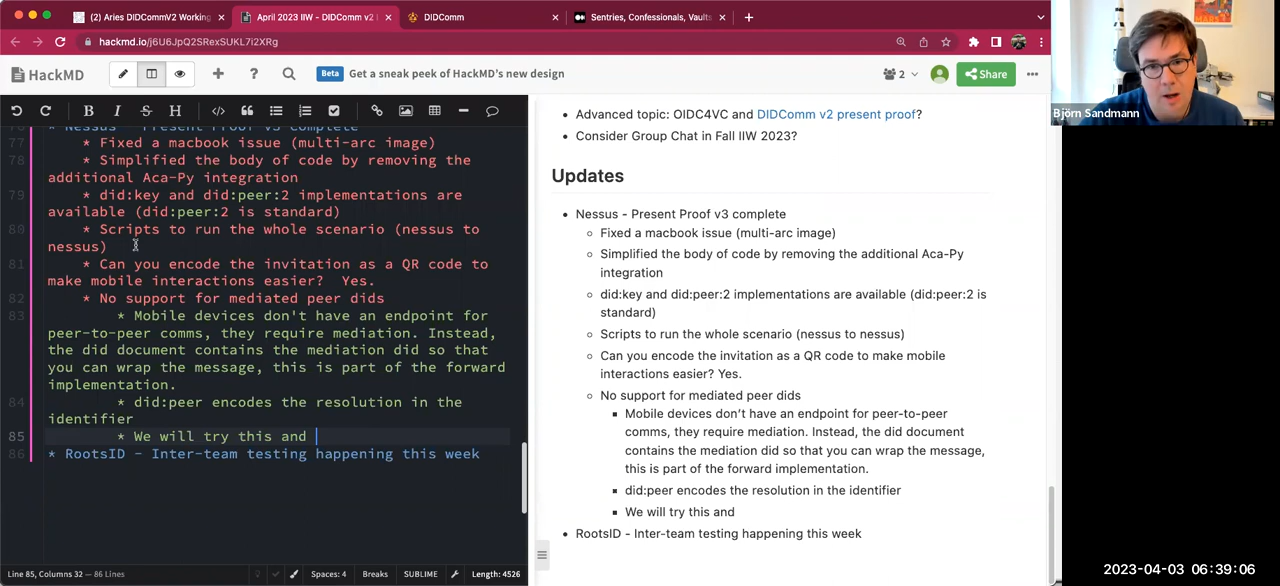 (2) Aries DIDCommV2 Working
April 2023 IIW - DIDComm v2
DIDComm
Sentries, Confessionals, Vaults
hackmd.io/j6U6JpQ2SRexSUKL7i2XRg
HackMD
Beta
Get a sneak peek of HackMD's new design
2
Share
77
* Fixed a macbook issue (multi-arc image)
78
* Simplified the body of code by removing the
additional Aca-Py integration
79
* did:key and did:peer:2 implementations are
available (did:peer:2 is standard)
80
* Scripts to run the whole scenario (nessus to
nessus)
81
* Can you encode the invitation as a QR code to
make mobile interactions easier?  Yes.
82
* No support for mediated peer dids
83
* Mobile devices don't have an endpoint for
peer-to-peer comms, they require mediation. Instead,
the did document contains the mediation did so that
you can wrap the message, this is part of the forward
implementation.
84
* did:peer encodes the resolution in the
identifier
85
* We will try this and
86
* RootsID - Inter-team testing happening this week
Line 85, Columns 32 — 86 Lines
Spaces: 4
Breaks
SUBLIME
Length: 4526
• Advanced topic: OIDC4VC and DIDComm v2 present proof?
• Consider Group Chat in Fall IIW 2023?
Updates
• Nessus - Present Proof v3 complete
Fixed a macbook issue (multi-arc image)
Simplified the body of code by removing the additional Aca-Py
integration
did:key and did:peer:2 implementations are available (did:peer:2 is
standard)
Scripts to run the whole scenario (nessus to nessus)
Can you encode the invitation as a QR code to make mobile
interactions easier? Yes.
No support for mediated peer dids
Mobile devices don't have an endpoint for peer-to-peer
comms, they require mediation. Instead, the did document
contains the mediation did so that you can wrap the message,
this is part of the forward implementation.
did:peer encodes the resolution in the identifier
We will try this and
• RootsID - Inter-team testing happening this week
Björn Sandmann
2023-04-03 06:39:06